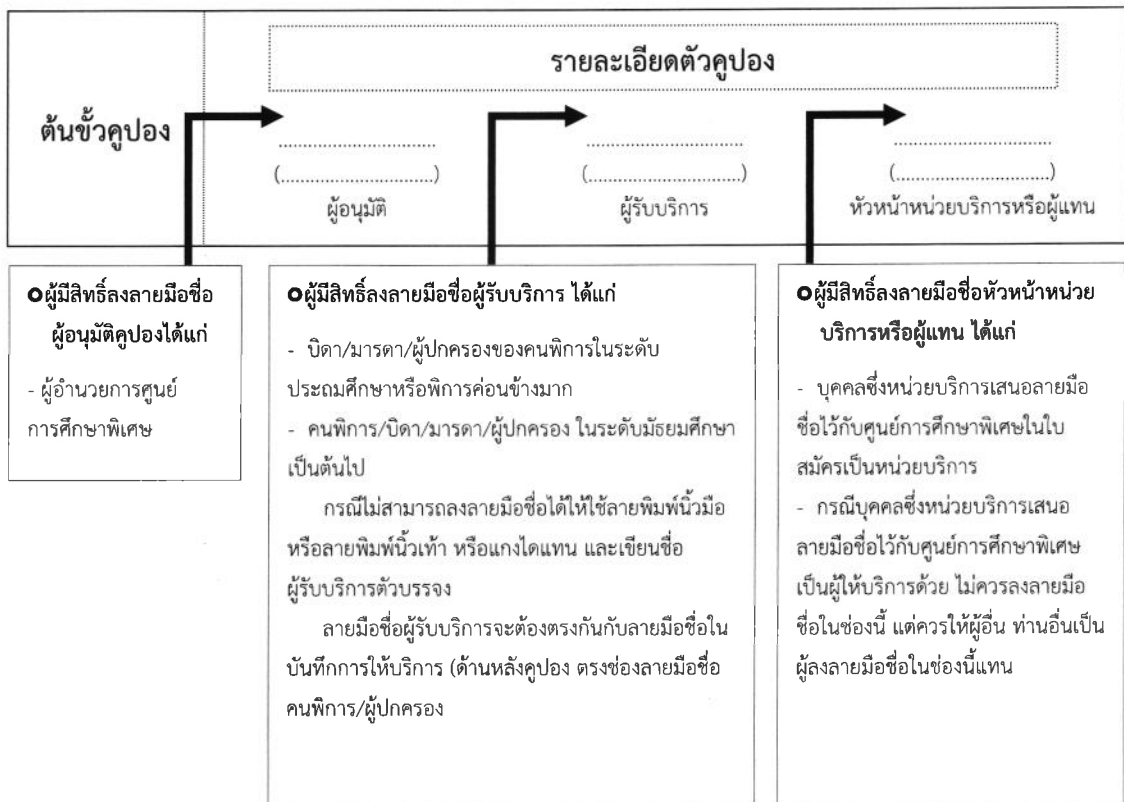 รายละเอียดตัวคูปอง
ต้นขั้วคูปอง
............................ ............................ ............................
(............................) (............................) (............................)
ผู้อนุมัติ ผู้รับบริการ หัวหน้าหน่วยบริการหรือผู้แทน
ผู้มีสิทธิ์ลงลายมือชื่อ
ผู้อนุมัติคูปองได้แก่
- ผู้อำนวยการศูนย์
การศึกษาพิเศษ
ผู้มีสิทธิ์ลงลายมือชื่อผู้รับบริการ ได้แก่
- บิดา/มารดา/ผู้ปกครองของคนพิการในระดับ
ประถมศึกษาหรือพิการค่อนข้างมาก
- คนพิการ/บิดา/มารดา/ผู้ปกครอง ในระดับมัธยมศึกษา
เป็นต้นไป
กรณีไม่สามารถลงลายมือชื่อได้ให้ใช้ลายพิมพ์นิ้วมือ
หรือลายพิมพ์นิ้วเท้า หรือแกงไดแทน และเขียนชื่อ
ผู้รับบริการตัวบรรจง
ลายมือชื่อผู้รับบริการจะต้องตรงกันกับลายมือชื่อใน
บันทึกการให้บริการ (ด้านหลังคูปอง ตรงช่องลายมือชื่อ
คนพิการ/ผู้ปกครอง
ผู้มีสิทธิ์ลงลายมือชื่อหัวหน้าหน่วย
บริการหรือผู้แทน ได้แก่
- บุคคลซึ่งหน่วยบริการเสนอลายมือ
ชื่อไว้กับศูนย์การศึกษาพิเศษในใบ
สมัครเป็นหน่วยบริการ
- กรณีบุคคลซึ่งหน่วยบริการเสนอ
ลายมือชื่อไว้กับศูนย์การศึกษาพิเศษ
เป็นผู้ให้บริการด้วย ไม่ควรลงลายมือ
ชื่อในช่องนี้ แต่ควรให้ผู้อื่น ท่านอื่นเป็น
ผู้ลงลายมือชื่อในช่องนี้แทน